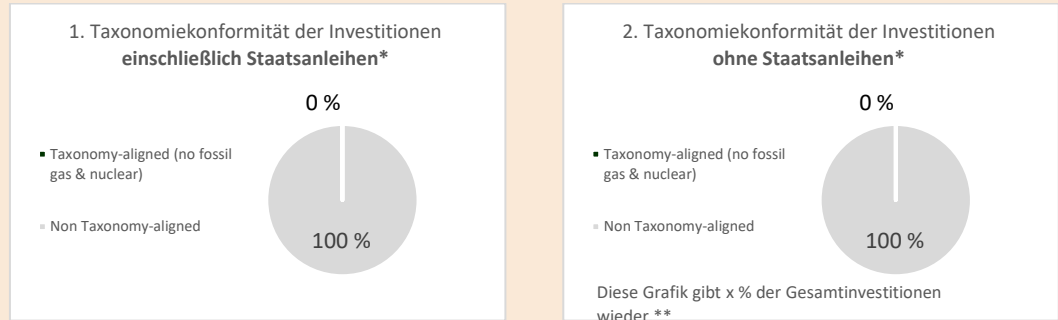 1. Taxonomiekonformität der Investitionen
einschließlich Staatsanleihen*
0 %
Taxonomy-aligned (no fossil
gas & nuclear)
Non Taxonomy-aligned
100 %
2. Taxonomiekonformität der Investitionen
ohne Staatsanleihen*
0 %
Taxonomy-aligned (no fossil
gas & nuclear)
Non Taxonomy-aligned
100 %
Diese Grafik gibt x % der Gesamtinvestitionen
wieder.**